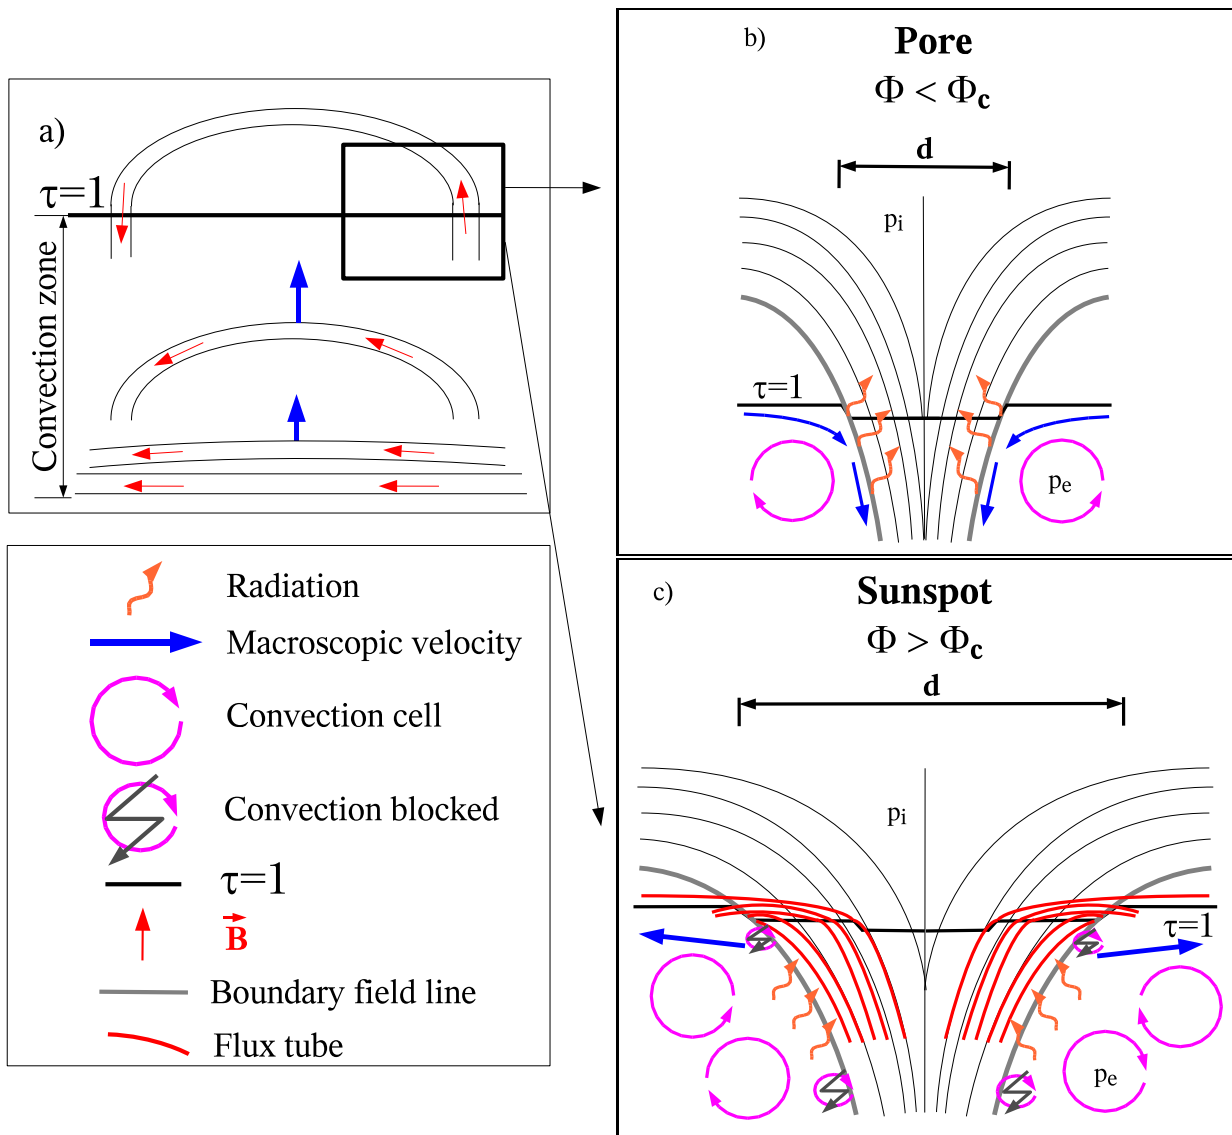 a)
τ=1
Convection zone
Radiation
Macroscopic velocity
Convection cell
Convection blocked
τ=1
B
Boundary field line
Flux tube
b)
Pore
Φ < Φc
d
pi
τ=1
pe
c)
Sunspot
Φ > Φc
d
pi
τ=1
pe